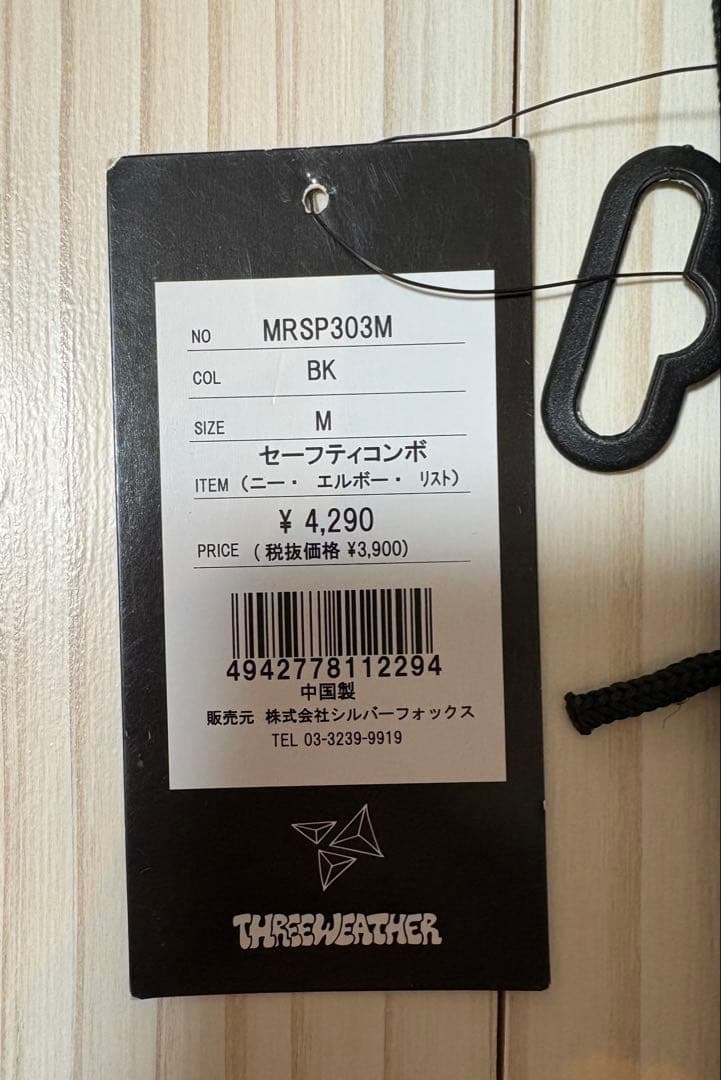 NO MRSP303M
COL BK
SIZE M
セーフティコンボ
ITEM (ニー・ エルボー・ リスト)
¥ 4,290
PRICE (税抜価格 ¥3,900)
4942778112294
中国製
販売元 株式会社シルバーフォックス
TEL 03-3239-9919
THREEWEATHER